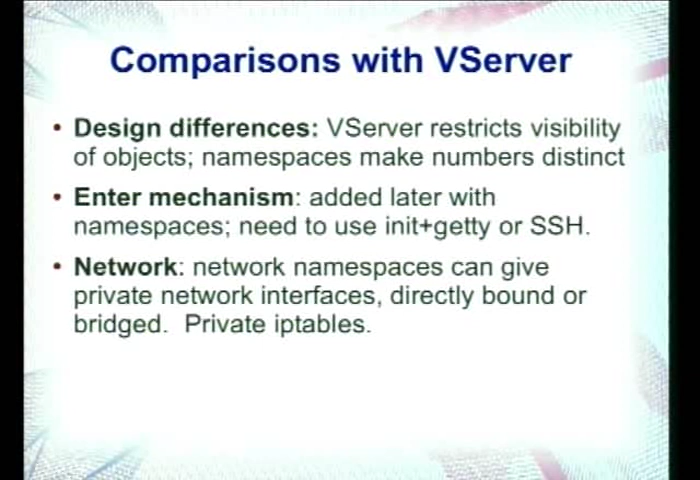 Comparisons with VServer
• Design differences: VServer restricts visibility
of objects; namespaces make numbers distinct
• Enter mechanism: added later with
namespaces; need to use init+getty or SSH.
• Network: network namespaces can give
private network interfaces, directly bound or
bridged. Private iptables.